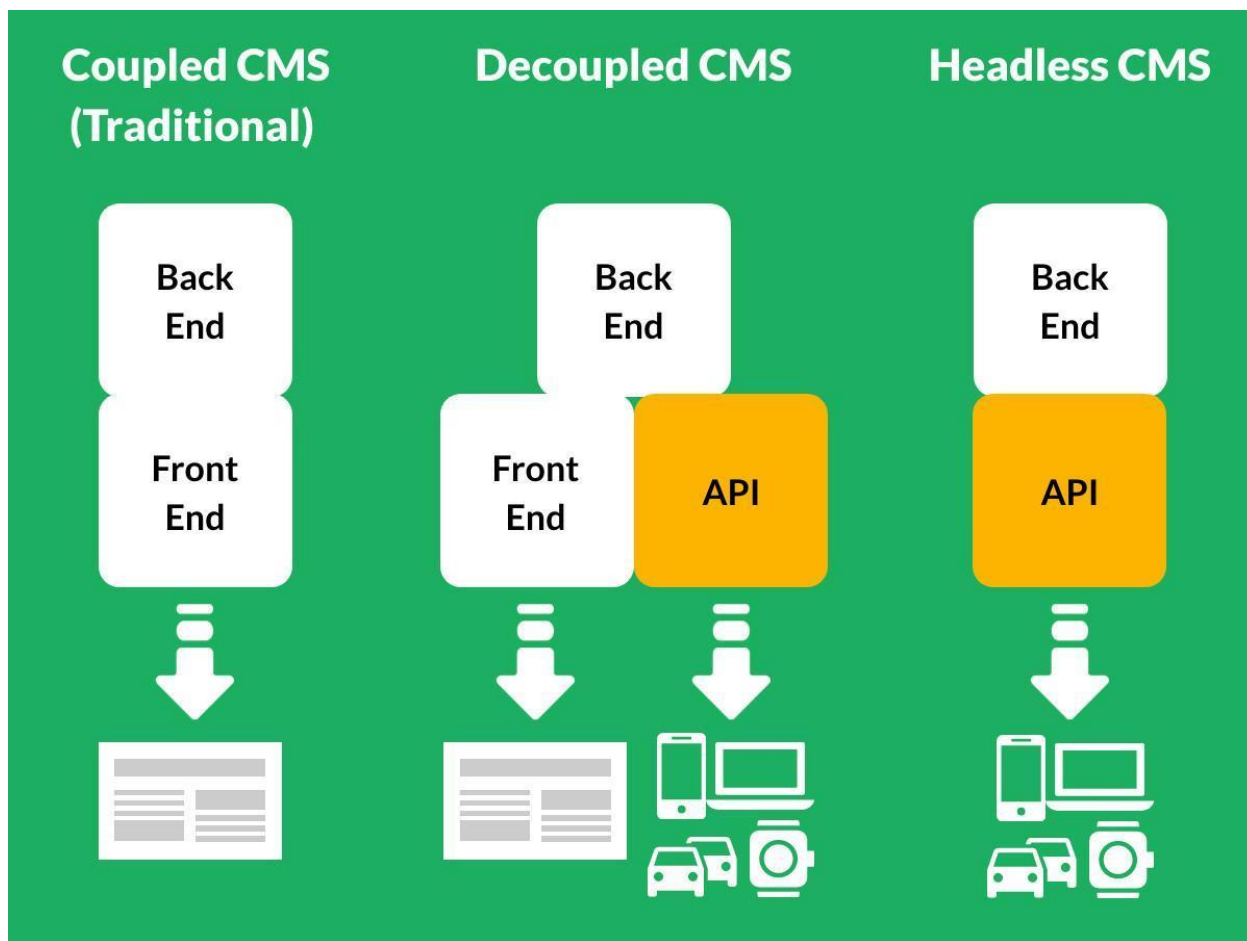 Coupled CMS
(Traditional)
Back
End
Front
End
Decoupled CMS
Back
End
Front
End
API
Headless CMS
Back
End
API